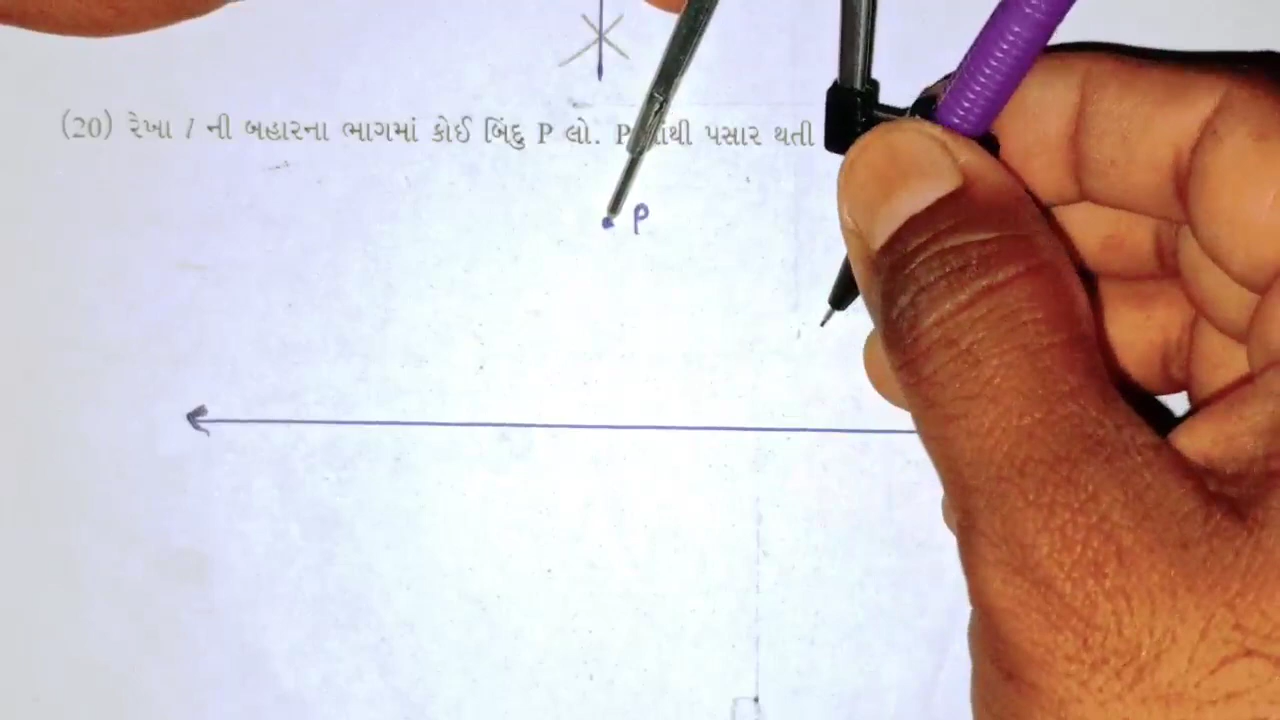 (20) રેખા l ની બહારના ભાગમાં કોઈ બિંદુ P લો. P પસાર થતી
P